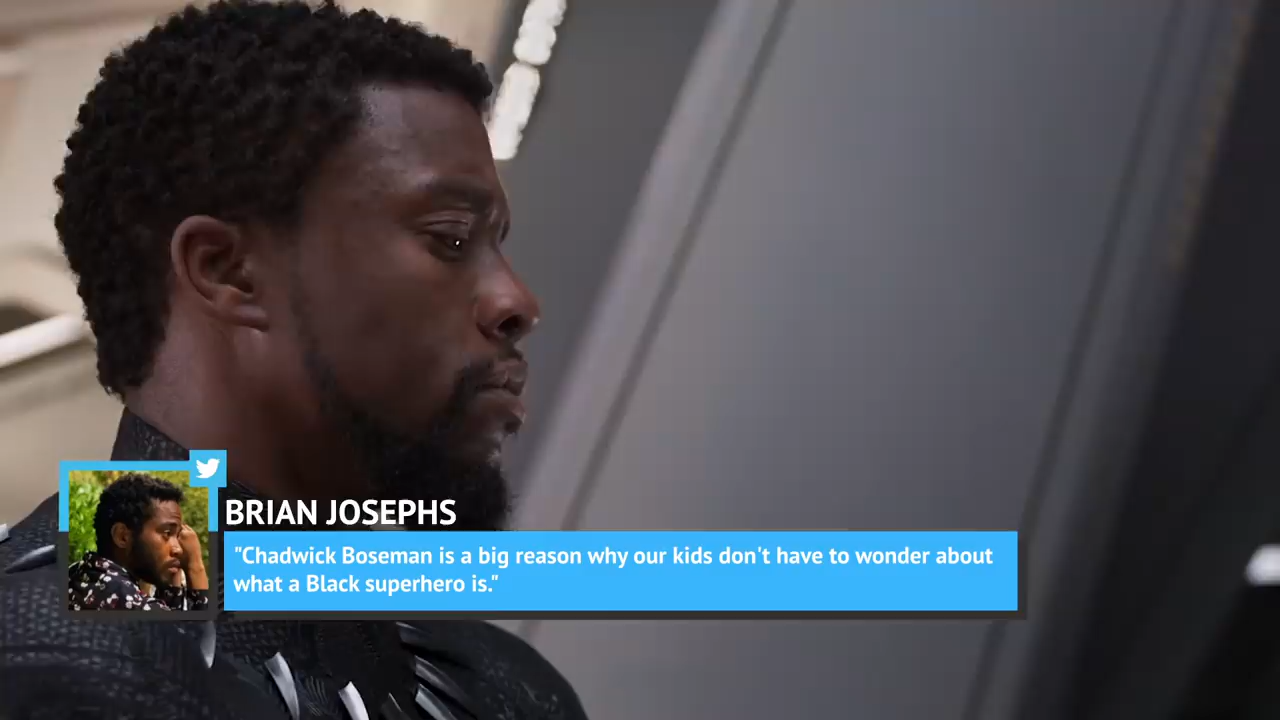 BRIAN JOSEPHS
"Chadwick Boseman is a big reason why our kids don't have to wonder about
what a Black superhero is."